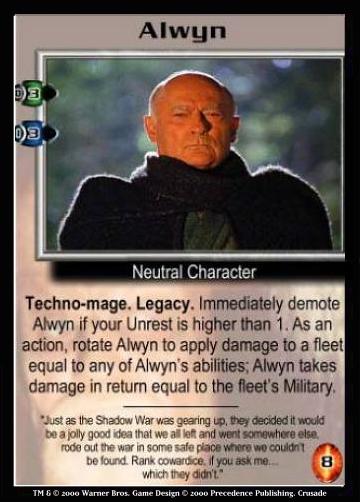 Alwyn
3
3
Neutral Character
Techno-mage. Legacy. Immediately demote
Alwyn if your Unrest is higher than 1. As an
action, rotate Alwyn to apply damage to a fleet
equal to any of Alwyn's abilities; Alwyn takes
damage in return equal to the fleet's Military.
"Just as the Shadow War was gearing up, they decided it would
be a jolly good idea that we all left and went somewhere else,
rode out the war in some safe place where we couldn't
be found. Rank cowardice, if you ask me...
which they didn't."
8
TM & © 2000 Warner Bros. Game Design © 2000 Precedence Publishing. Crusade